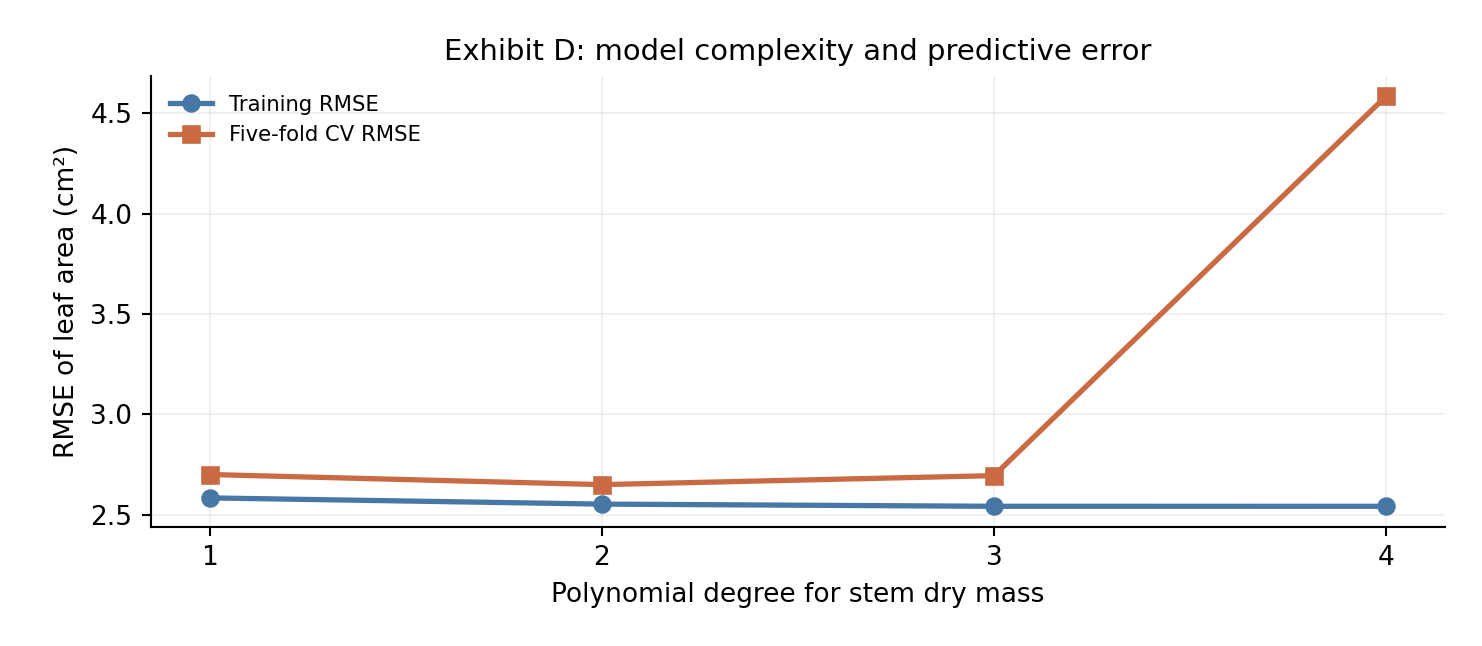 Exhibit D: model complexity and predictive error
Training RMSE
Five-fold CV RMSE
RMSE of leaf area (cm²)
4.5
4.0
3.5
3.0
2.5
1 2 3 4
Polynomial degree for stem dry mass